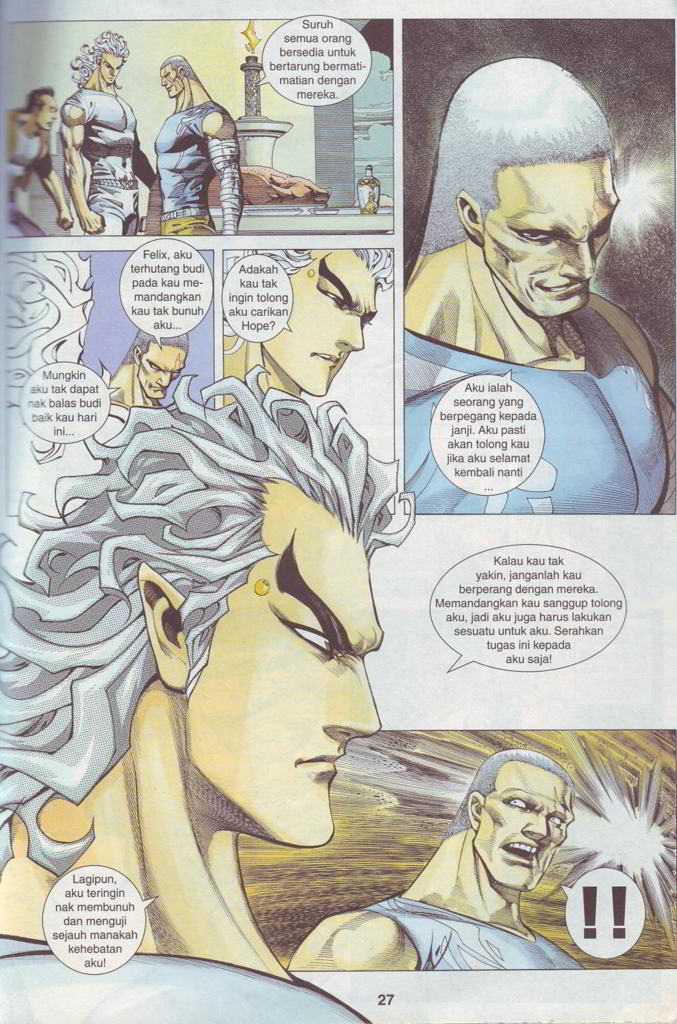 Suruh
semua orang
bersedia untuk
bertarung bermati-
matian dengan
mereka.
Felix, aku
terhutang budi
pada kau me-
mandangkan
kau tak bunuh
aku...
Mungkin
aku tak dapat
nak balas budi
baik kau hari
ini...
Adakah
kau tak
ingin tolong
aku carikan
Hope?
Aku ialah
seorang yang
berpegang kepada
janji. Aku pasti
akan tolong kau
jika aku selamat
kembali nanti
...
Kalau kau tak
yakin, janganlah kau
berperang dengan mereka.
Memandangkan kau sanggup tolong
aku, jadi aku juga harus lakukan
sesuatu untuk aku. Serahkan
tugas ini kepada
aku saja!
Lagipun,
aku teringin
nak membunuh
dan menguji
sejauh manakah
kehebatan
aku!
!!
27